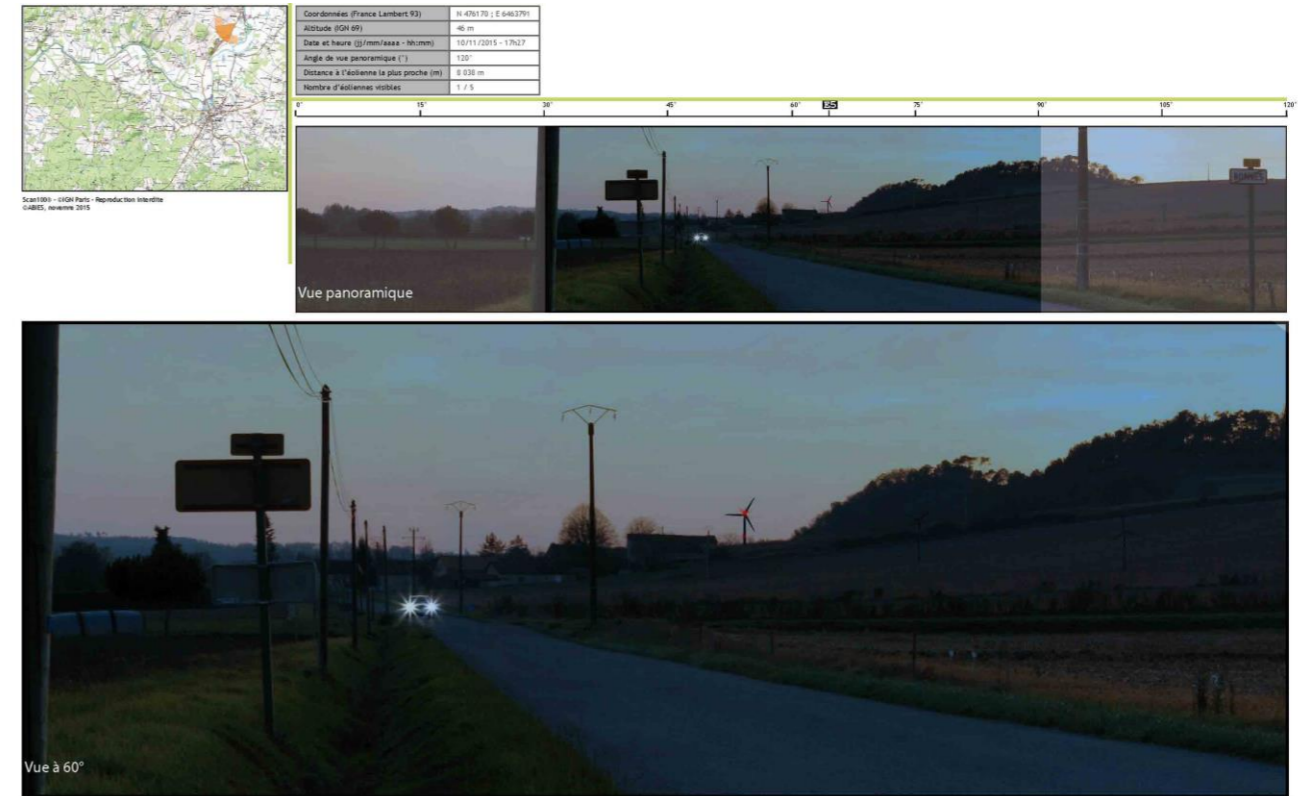 Coordonnées (France Lambert 93) N 476170 ; E 6463791
Altitude (IGN 69) 46 m
Date et heure (jj/mm/aaaa - hh:mm) 10/11/2015 - 17h27
Angle de vue panoramique (°) 120°
Distance à l'éolienne la plus proche (m) 8 038 m
Nombre d'éoliennes visibles 1 / 5
0° 15° 30° 45° 60° E5 75° 90° 105° 120°
Scan100® - ©IGN Paris - Reproduction interdite
©ABIES, novembre 2015
Vue panoramique
Vue à 60°